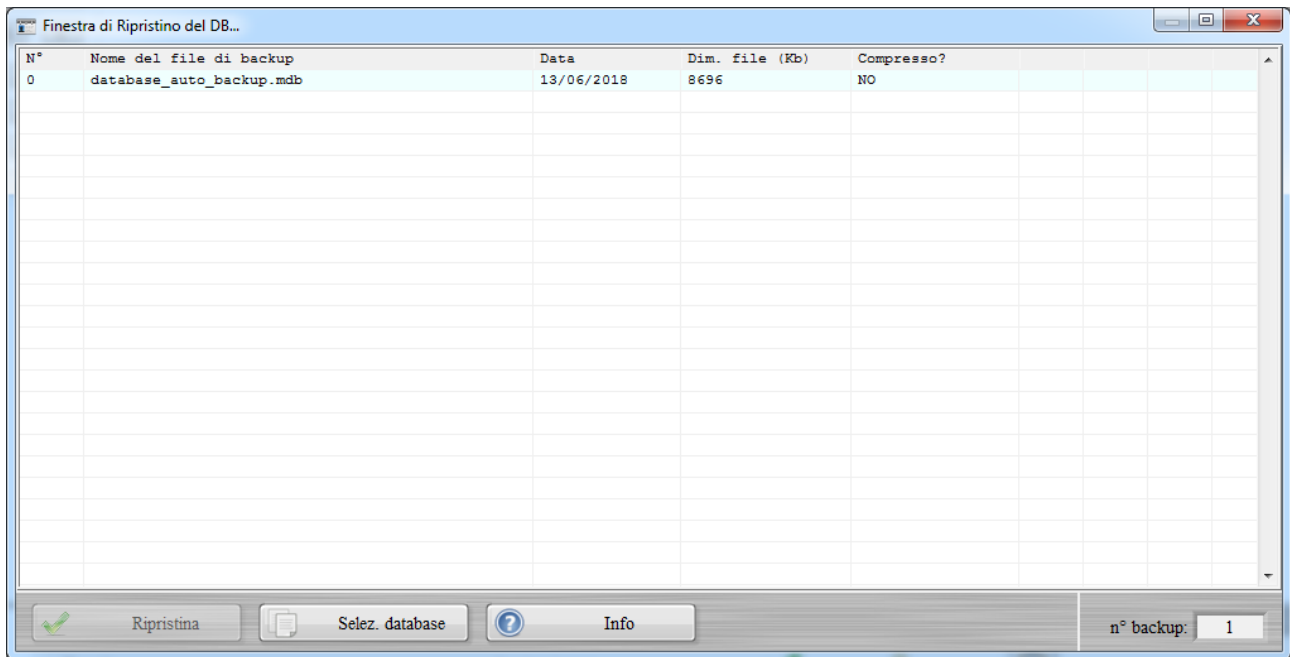 Finestra di Ripristino del DB...
N° Nome del file di backup Data Dim. file (Kb) Compresso?
0 database_auto_backup.mdb 13/06/2018 8696 NO
Ripristina Selez. database Info n° backup: 1